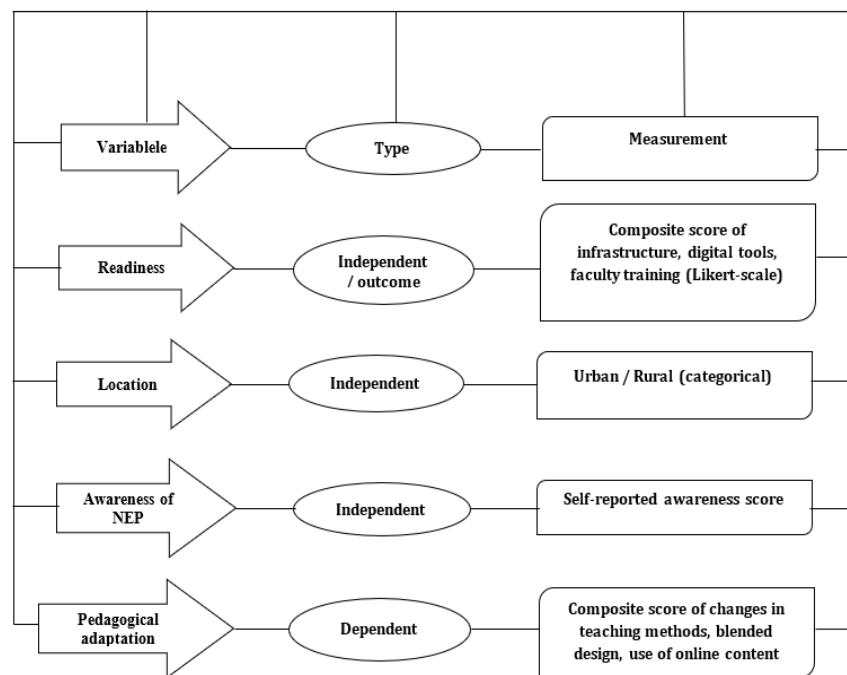 Variablele
Type
Measurement
Readiness
Independent
/ outcome
Composite score of
infrastructure, digital tools,
faculty training (Likert-scale)
Location
Independent
Urban / Rural (categorical)
Awareness of
NEP
Independent
Self-reported awareness score
Pedagogical
adaptation
Dependent
Composite score of changes in
teaching methods, blended
design, use of online content